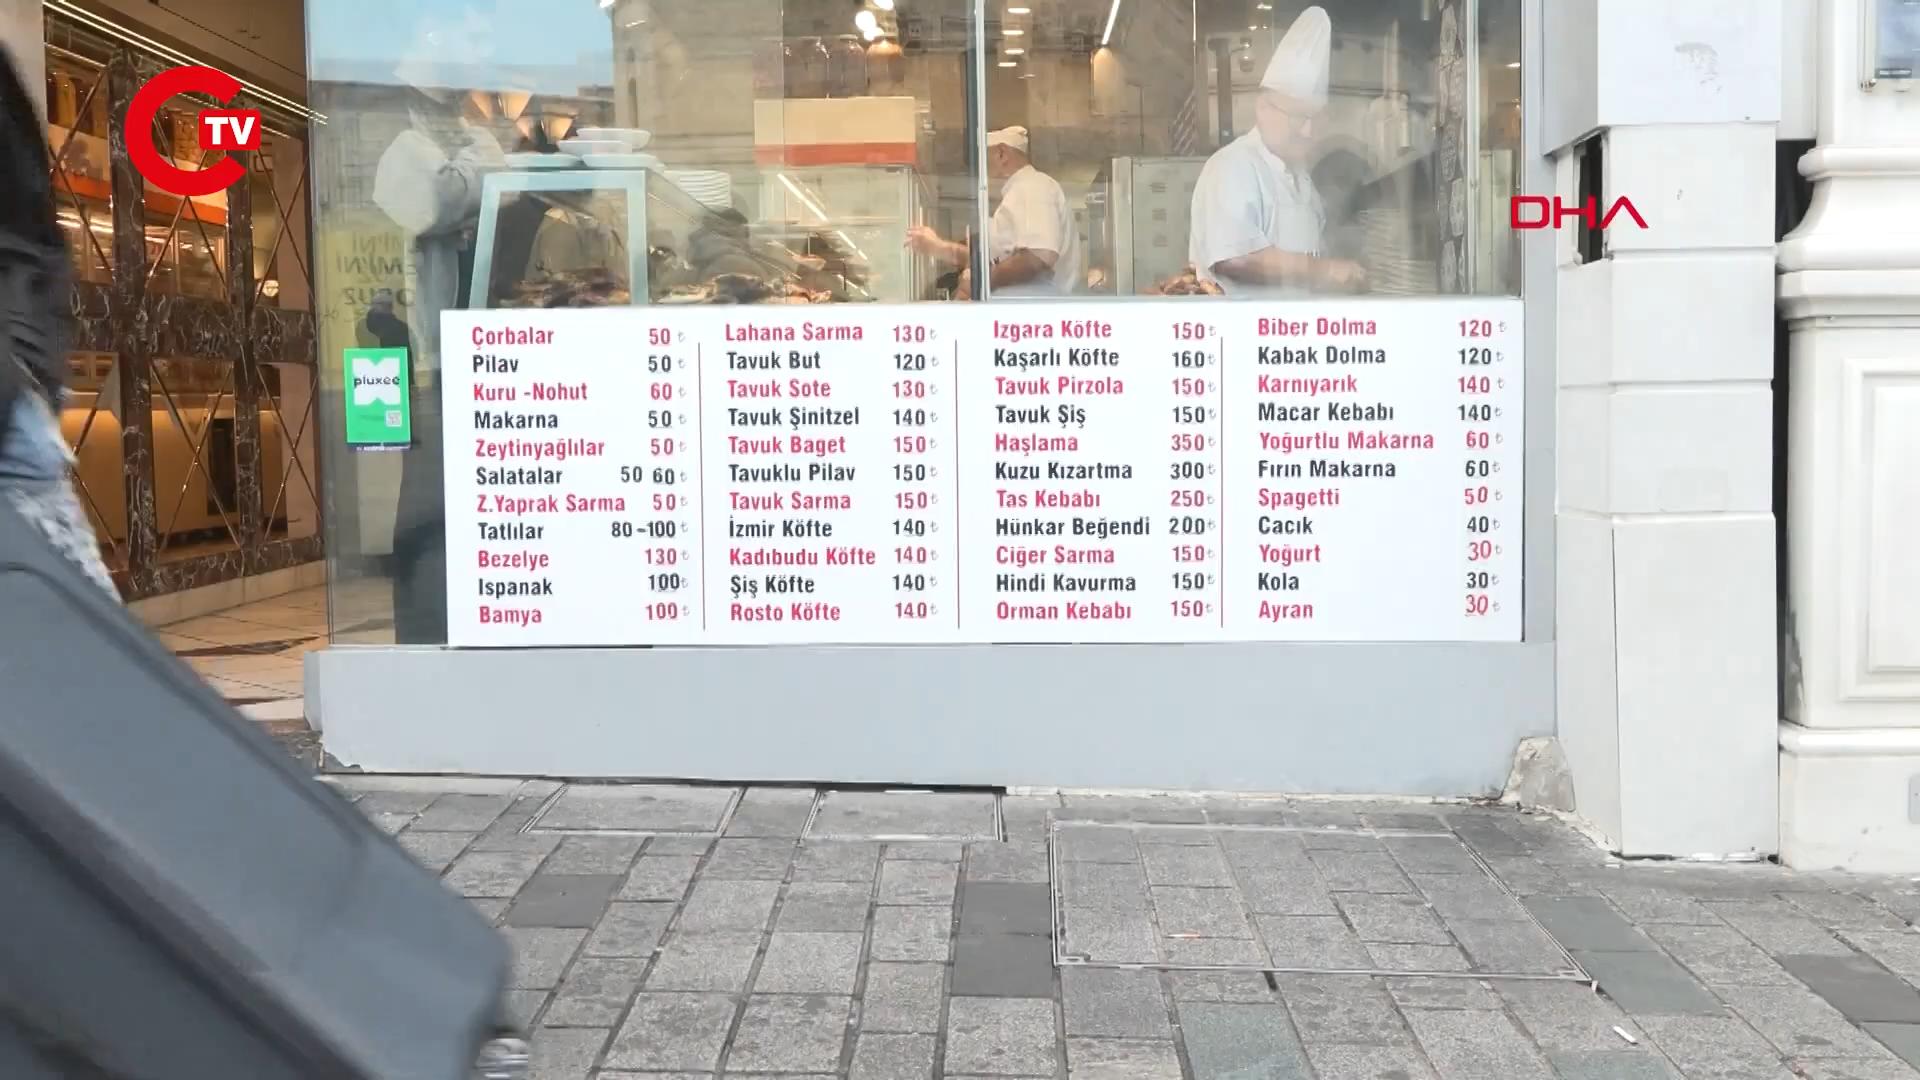 TV
DHA
pluxee
Çorbalar 50 ₺
Pilav 50 ₺
Kuru -Nohut 60 ₺
Makarna 50 ₺
Zeytinyağlılar 50 ₺
Salatalar 50 60 ₺
Z.Yaprak Sarma 50 ₺
Tatlılar 80-100 ₺
Bezelye 130 ₺
Ispanak 100 ₺
Bamya 100 ₺
Lahana Sarma 130 ₺
Tavuk But 120 ₺
Tavuk Sote 130 ₺
Tavuk Şinitzel 140 ₺
Tavuk Baget 150 ₺
Tavuklu Pilav 150 ₺
Tavuk Sarma 150 ₺
İzmir Köfte 140 ₺
Kadıbudu Köfte 140 ₺
Şiş Köfte 140 ₺
Rosto Köfte 140 ₺
Izgara Köfte 150 ₺
Kaşarlı Köfte 160 ₺
Tavuk Pirzola 150 ₺
Tavuk Şiş 150 ₺
Haşlama 350 ₺
Kuzu Kızartma 300 ₺
Tas Kebabı 250 ₺
Hünkar Beğendi 200 ₺
Ciğer Sarma 150 ₺
Hindi Kavurma 150 ₺
Orman Kebabı 150 ₺
Biber Dolma 120 ₺
Kabak Dolma 120 ₺
Karnıyarık 140 ₺
Macar Kebabı 140 ₺
Yoğurtlu Makarna 60 ₺
Fırın Makarna 60 ₺
Spagetti 50 ₺
Cacık 40 ₺
Yoğurt 30 ₺
Kola 30 ₺
Ayran 30 ₺